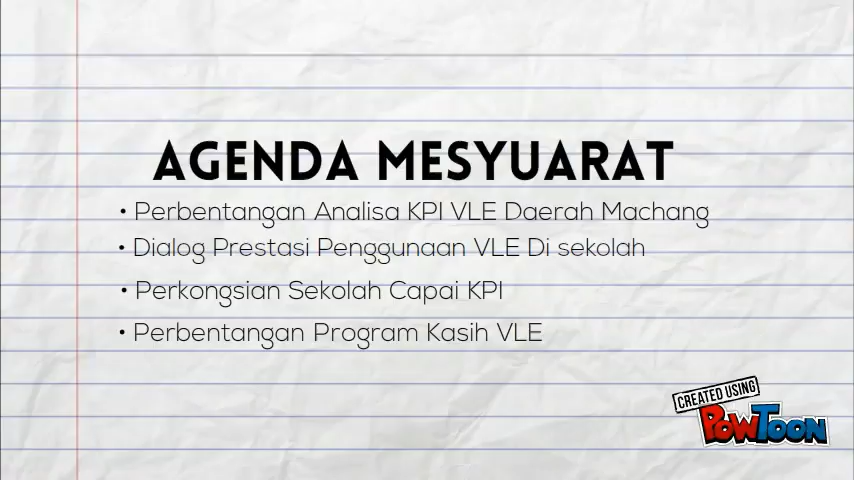 AGENDA MESYUARAT
• Perbentangan Analisa KPI VLE Daerah Machang
• Dialog Prestasi Penggunaan VLE Di sekolah
• Perkongsian Sekolah Capai KPI
• Perbentangan Program Kasih VLE
CREATED USING
POWTOON